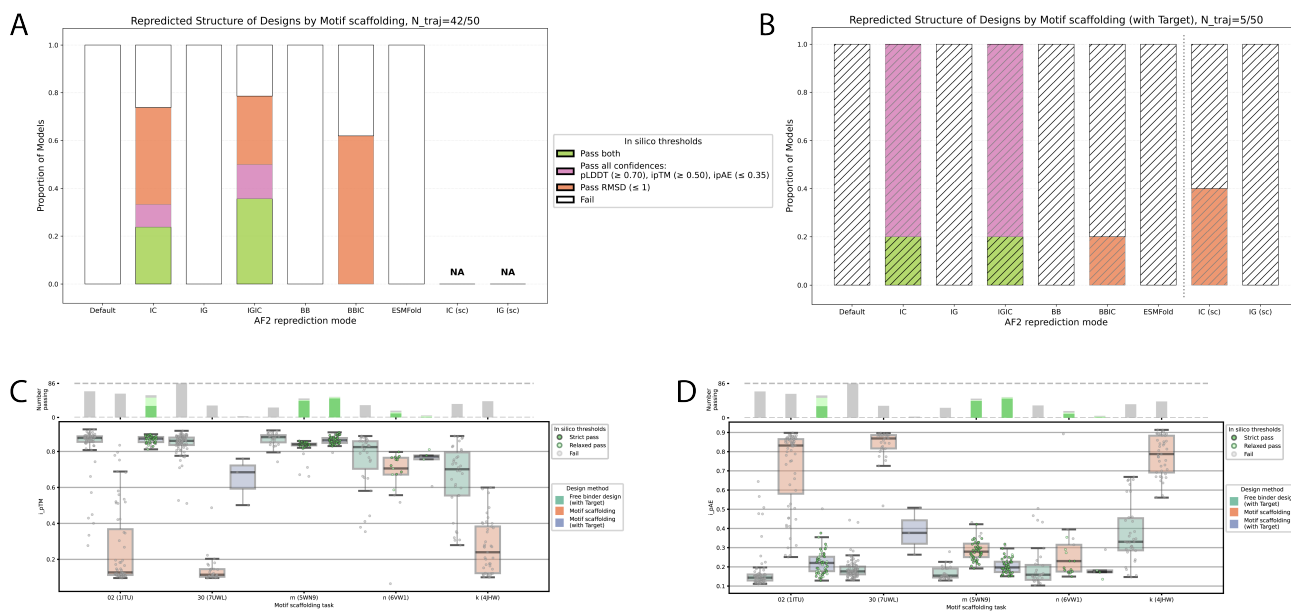 A
Repredicted Structure of Designs by Motif scaffolding, N_traj=42/50
Proportion of Models
1.0
0.8
0.6
0.4
0.2
0.0
NA
NA
Default
IC
IG
IGIC
BB
BBIC
ESMFold
IC (sc)
IG (sc)
AF2 reprediction mode
In silico thresholds
Pass both
Pass all confidences:
pLDDT (≥ 0.70), ipTM (≥ 0.50), ipAE (≤ 0.35)
Pass RMSD (≤ 1)
Fail
B
Repredicted Structure of Designs by Motif scaffolding (with Target), N_traj=5/50
Proportion of Models
1.0
0.8
0.6
0.4
0.2
0.0
Default
IC
IG
IGIC
BB
BBIC
ESMFold
IC (sc)
IG (sc)
AF2 reprediction mode
C
Number
passing
86
0
i_pTM
0.8
0.6
0.4
0.2
02 (1ITU)
30 (7UWL)
m (5WN9)
n (6VW1)
k (4JHW)
Motif scaffolding task
In silico thresholds
Strict pass
Relaxed pass
Fail
Design method
Free binder design
(with Target)
Motif scaffolding
Motif scaffolding
(with Target)
D
Number
passing
86
0
i_pAE
0.9
0.8
0.7
0.6
0.5
0.4
0.3
0.2
0.1
02 (1ITU)
30 (7UWL)
m (5WN9)
n (6VW1)
k (4JHW)
Motif scaffolding task
In silico thresholds
Strict pass
Relaxed pass
Fail
Design method
Free binder design
(with Target)
Motif scaffolding
Motif scaffolding
(with Target)